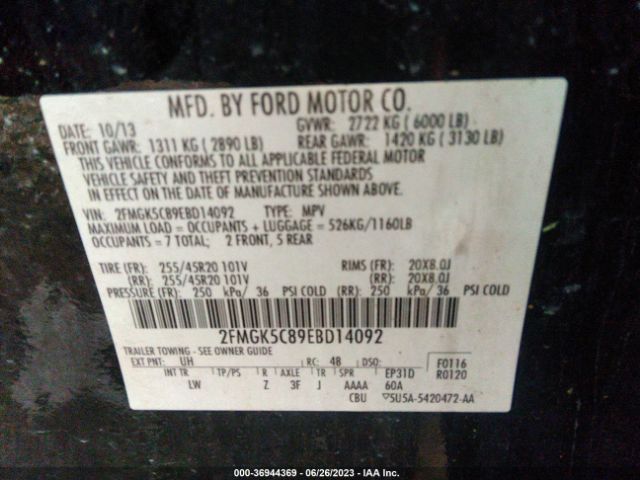 MFD. BY FORD MOTOR CO.
DATE: 10/13 GVWR: 2722 KG ( 6000 LB)
FRONT GAWR: 1311 KG ( 2890 LB) REAR GAWR: 1420 KG ( 3130 LB)
THIS VEHICLE CONFORMS TO ALL APPLICABLE FEDERAL MOTOR
VEHICLE SAFETY AND THEFT PREVENTION STANDARDS
IN EFFECT ON THE DATE OF MANUFACTURE SHOWN ABOVE.
VIN: 2FMGK5C89EBD14092 TYPE: MPV
MAXIMUM LOAD = OCCUPANTS + LUGGAGE = 526KG/1160LB
OCCUPANTS = 7 TOTAL; 2 FRONT, 5 REAR
TIRE (FR): 255/45R20 101V RIMS (FR): 20X8.0J
(RR): 255/45R20 101V (RR): 20X8.0J
PRESSURE (FR): 250 kPa/ 36 PSI COLD (RR): 250 kPa/ 36 PSI COLD
2FMGK5C89EBD14092
TRAILER TOWING - SEE OWNER GUIDE
EXT PNT: UH RC: 48 DSO: F0116
INT TR TP/PS R AXLE TR SPR EP31D R0120
LW Z 3F J AAAA 60A
CBU 5U5A-5420472-AA
000-36944369 | 06/26/2023 | IAA Inc.